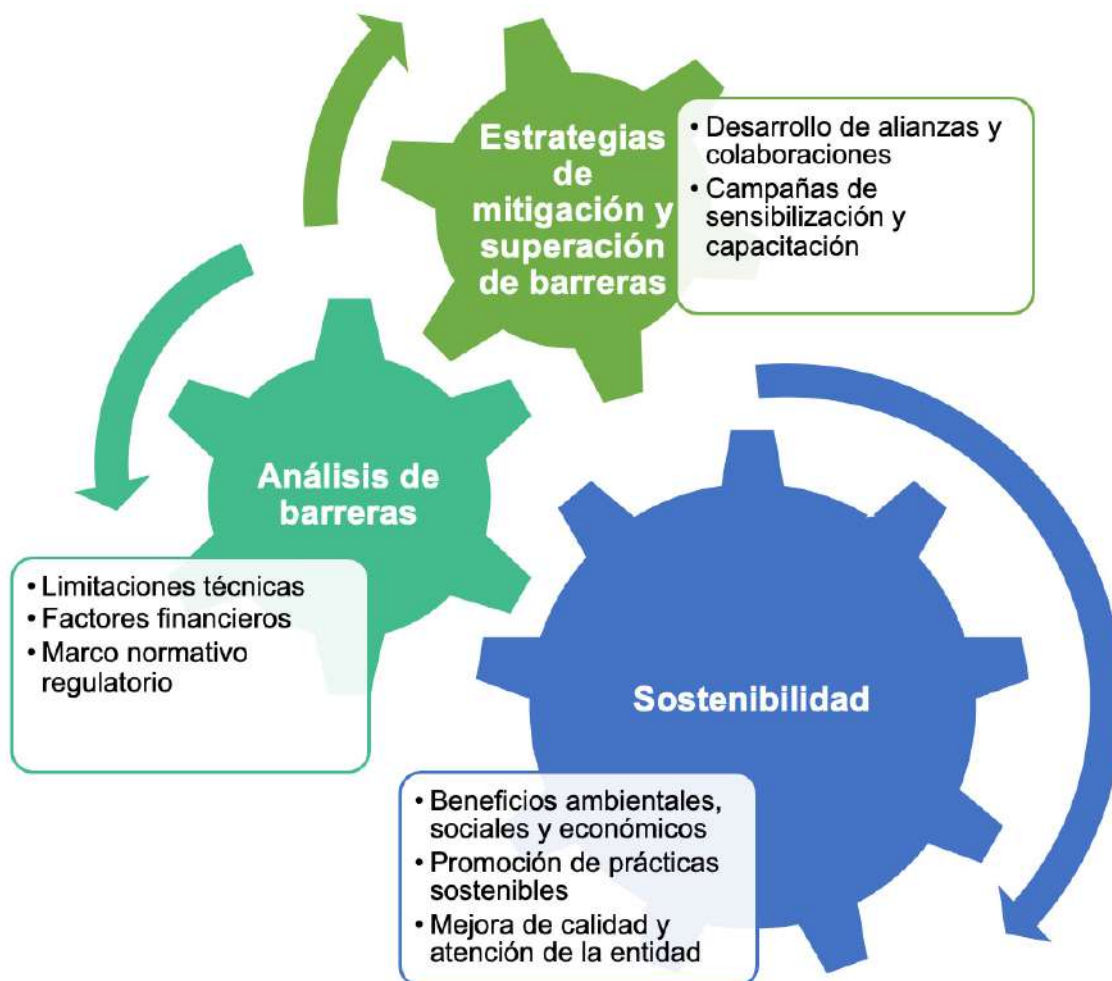 Estrategias
de
mitigación y
superación
de barreras
• Desarrollo de alianzas y
colaboraciones
• Campañas de
sensibilización y
capacitación
Análisis de
barreras
• Limitaciones técnicas
• Factores financieros
• Marco normativo
regulatorio
Sostenibilidad
• Beneficios ambientales,
sociales y económicos
• Promoción de prácticas
sostenibles
• Mejora de calidad y
atención de la entidad